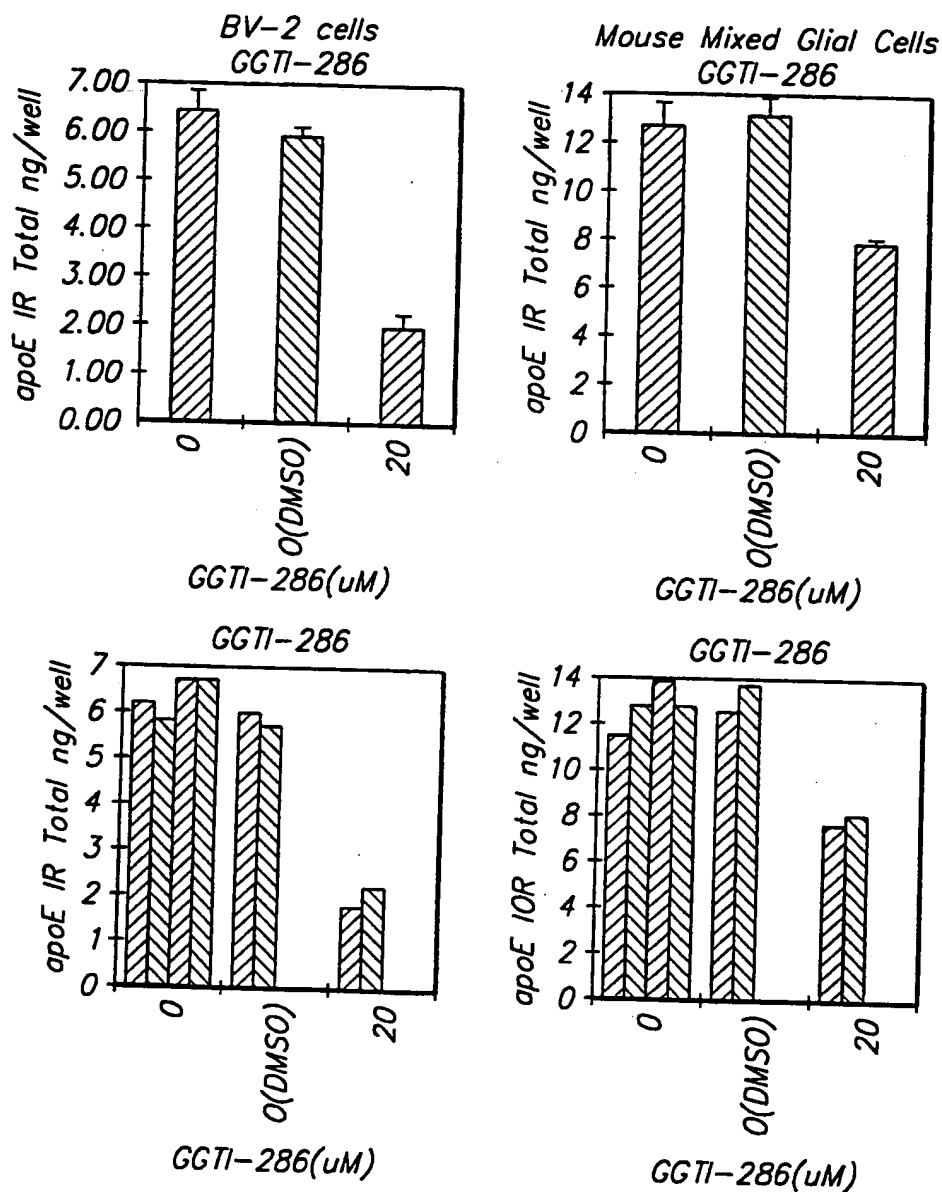 BV-2 cells
GGTI-286
apoE IR Total ng/well
7.00
6.00
5.00
4.00
3.00
2.00
1.00
0.00
0
O(DMSO)
20
GGTI-286(uM)
Mouse Mixed Glial Cells
GGTI-286
apoE IR Total ng/well
14
12
10
8
6
4
2
0
0
O(DMSO)
20
GGTI-286(uM)
GGTI-286
apoE IR Total ng/well
7
6
5
4
3
2
1
0
0
O(DMSO)
20
GGTI-286(uM)
GGTI-286
apoE IOR Total ng/well
14
12
10
8
6
4
2
0
0
O(DMSO)
20
GGTI-286(uM)